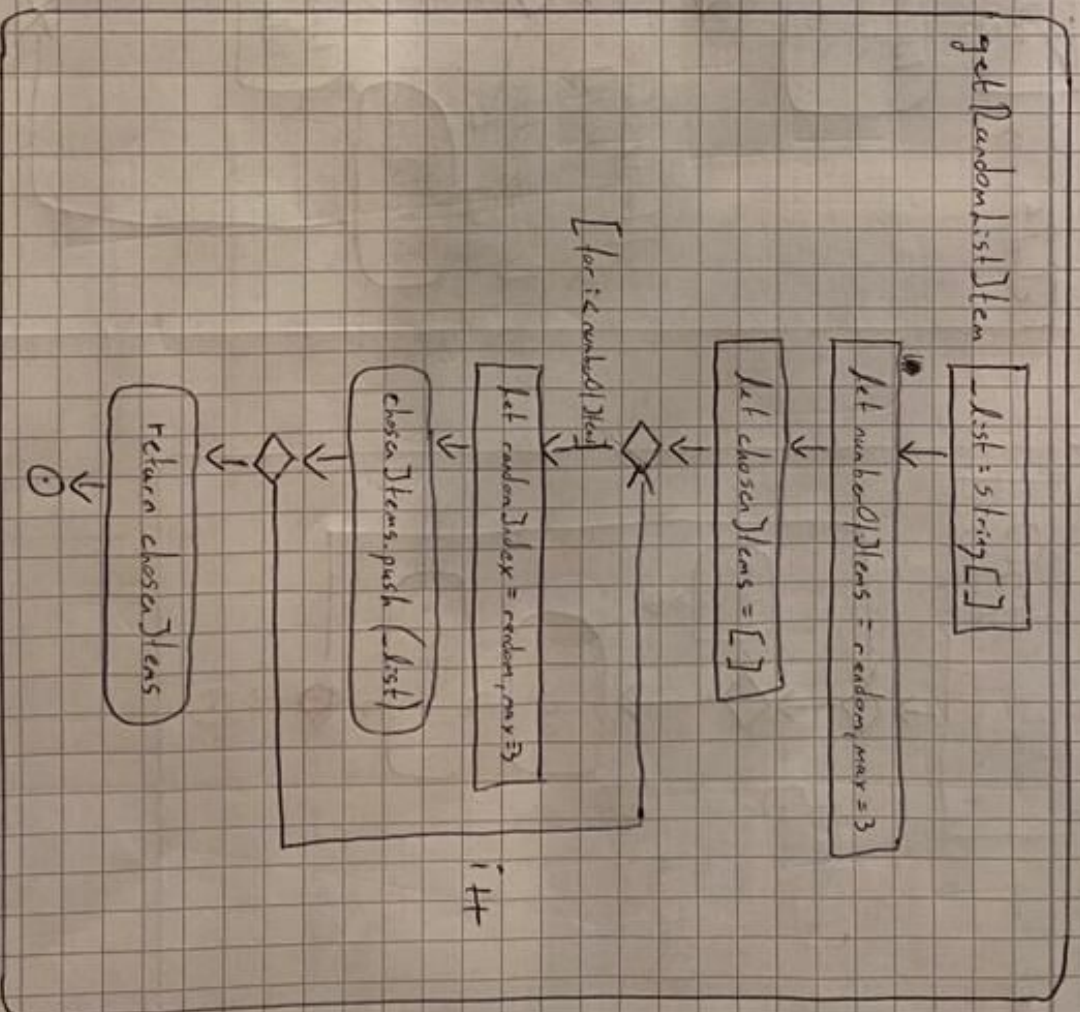 getRandomListItem
_list = string[]
let numberOfItems = random, max = 3
let chosenItems = []
[for i < numberOfItems]
let randomIndex = random, max = 3
chosenItems.push(_list)
i++
return chosenItems